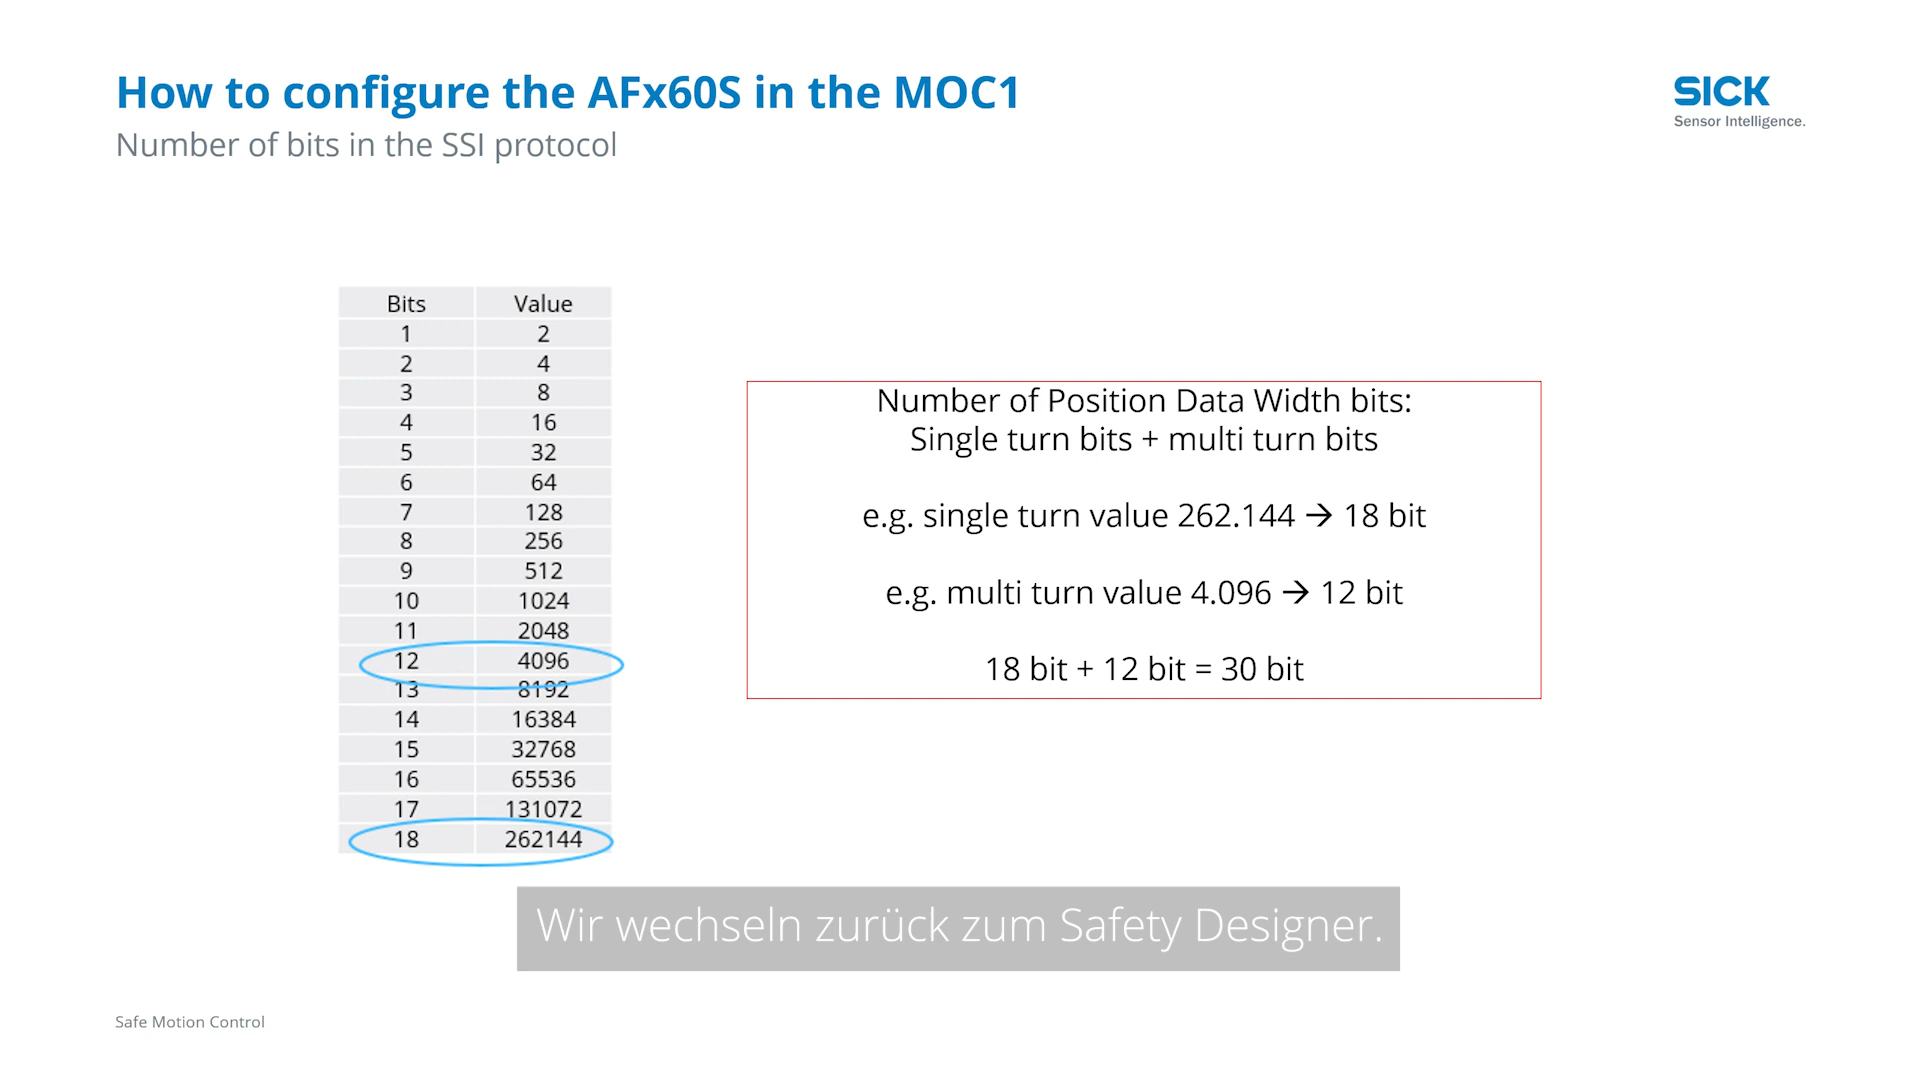 How to configure the AFx60S in the MOC1
Number of bits in the SSI protocol
SICK
Sensor Intelligence.
Bits Value
1 2
2 4
3 8
4 16
5 32
6 64
7 128
8 256
9 512
10 1024
11 2048
12 4096
13 8192
14 16384
15 32768
16 65536
17 131072
18 262144
Number of Position Data Width bits:
Single turn bits + multi turn bits
e.g. single turn value 262.144 → 18 bit
e.g. multi turn value 4.096 → 12 bit
18 bit + 12 bit = 30 bit
Wir wechseln zurück zum Safety Designer.
Safe Motion Control